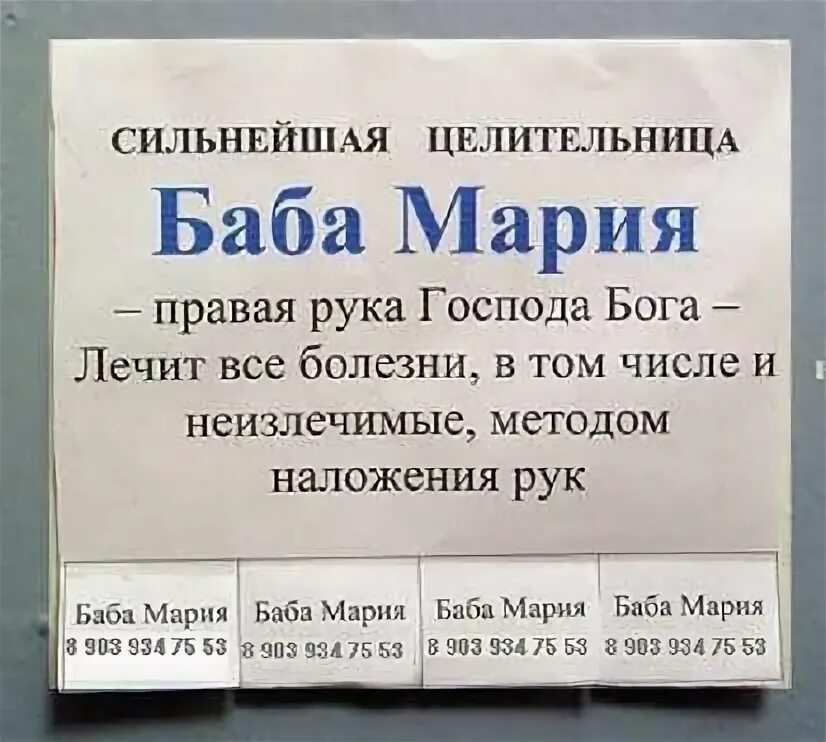 СИЛЬНЕЙШАЯ ЦЕЛИТЕЛЬНИЦА
Баба Мария
– правая рука Господа Бога –
Лечит все болезни, в том числе и
неизлечимые, методом
наложения рук
Баба Мария
8 903 934 75 53
Баба Мария
8 903 934 75 53
Баба Мария
8 903 934 75 53
Баба Мария
8 903 934 75 53